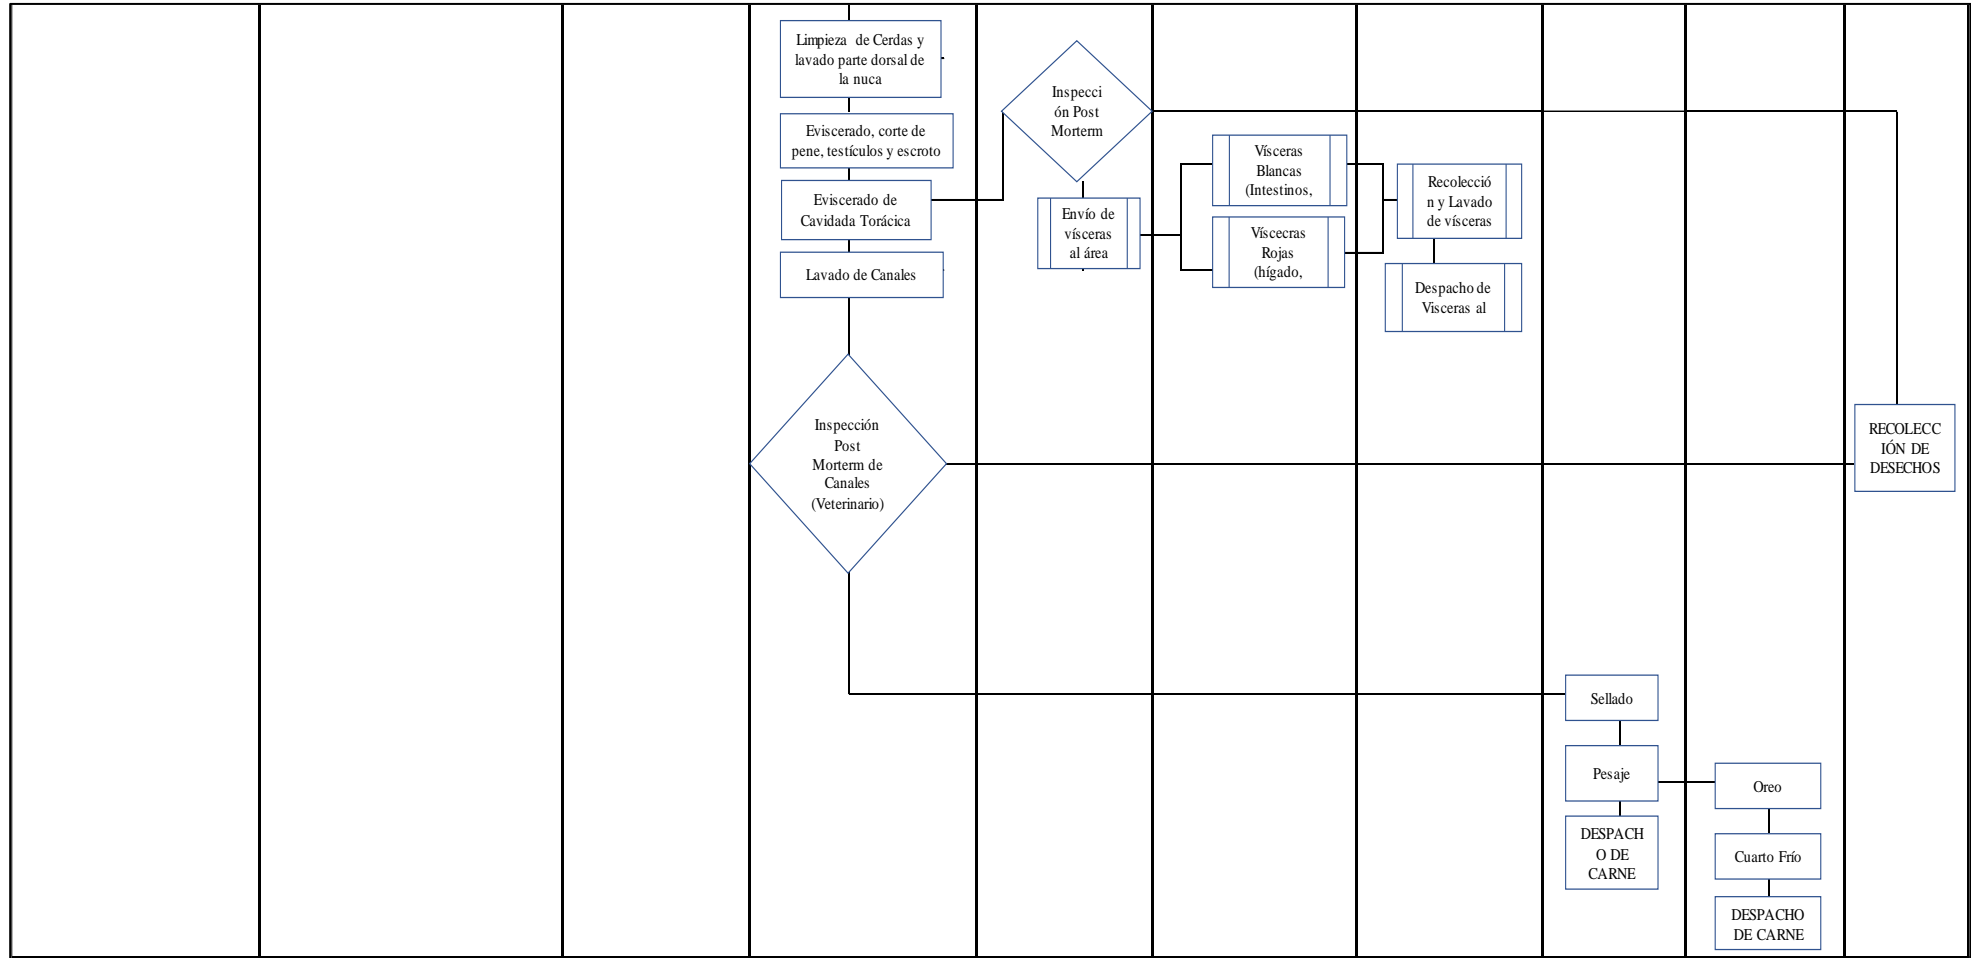 Limpieza de Cerdas y
lavado parte dorsal de
la nuca
Eviscerado, corte de
pene, testículos y escroto
Eviscerado de
Cavidada Torácica
Lavado de Canales
Inspección
Post
Morterm de
Canales
(Veterinario)
Inspecci
ón Post
Morterm
Envío de
vísceras
al área
Vísceras
Blancas
(Intestinos,
Víscecras
Rojas
(hígado,
Recolecció
n y Lavado
de vísceras
Despacho de
Visceras al
Sellado
Pesaje
DESPACH
O DE
CARNE
Oreo
Cuarto Frío
DESPACHO
DE CARNE
RECOLECC
IÓN DE
DESECHOS